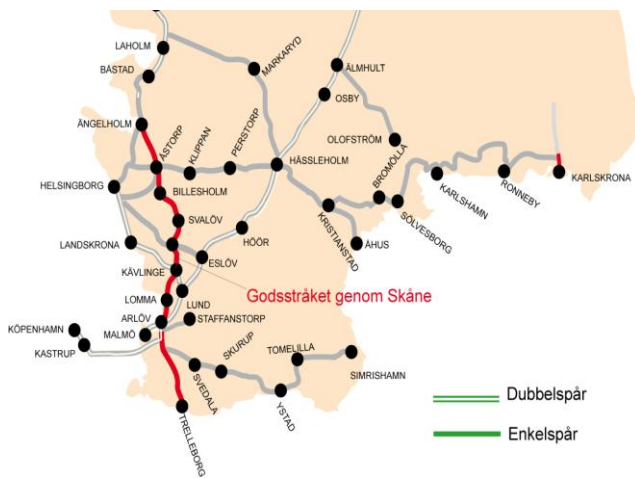 LAHOLM
BÅSTAD
MARKARYD
ÄLMHULT
OSBY
ÄNGELHOLM
ÅSTORP
KLIPPAN
PERSTORP
OLOFSTRÖM
HÄSSLEHOLM
BROMÖLLA
HELSINGBORG
BILLESHOLM
KARLSHAMN
RONNEBY
KARLSKRONA
SVALÖV
KRISTIANSTAD
SÖLVESBORG
LANDSKRONA
HÖÖR
ÅHUS
ESLÖV
KÄVLINGE
Godsstråket genom Skåne
LOMMA
LUND
ARLÖV
STAFFANSTORP
KÖPENHAMN
MALMÖ
KASTRUP
SKURUP
TOMELILLA
SVEDALA
SIMRISHAMN
YSTAD
TRELLEBORG
Dubbelspår
Enkelspår